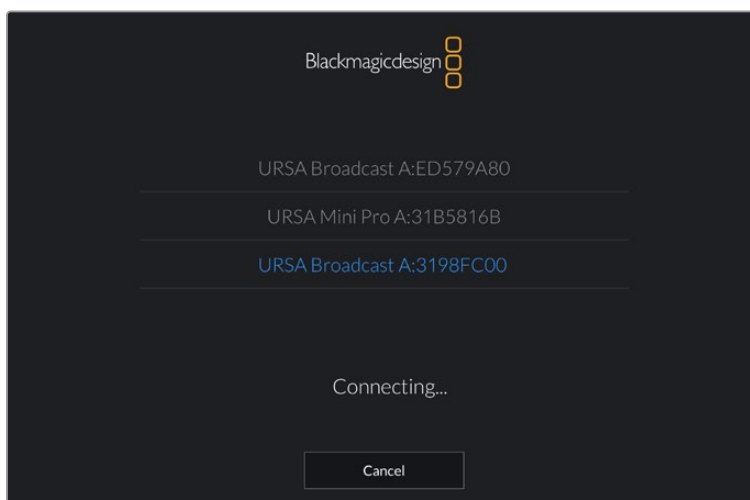 Blackmagicdesign
URSA Broadcast A:ED579A80
URSA Mini Pro A:31B5816B
URSA Broadcast A:3198FC00
Connecting...
Cancel